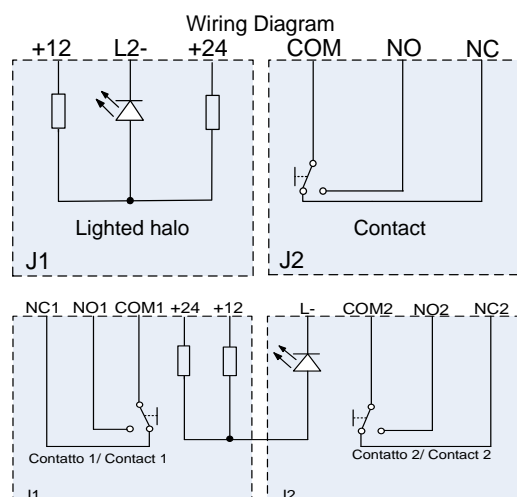 Wiring Diagram
+12 L2- +24 COM NO NC
Lighted halo Contact
J1 J2
NC1 NO1 COM1 +24 +12 L- COM2 NO2 NC2
Contatto 1/ Contact 1 Contatto 2/ Contact 2
J1 J2